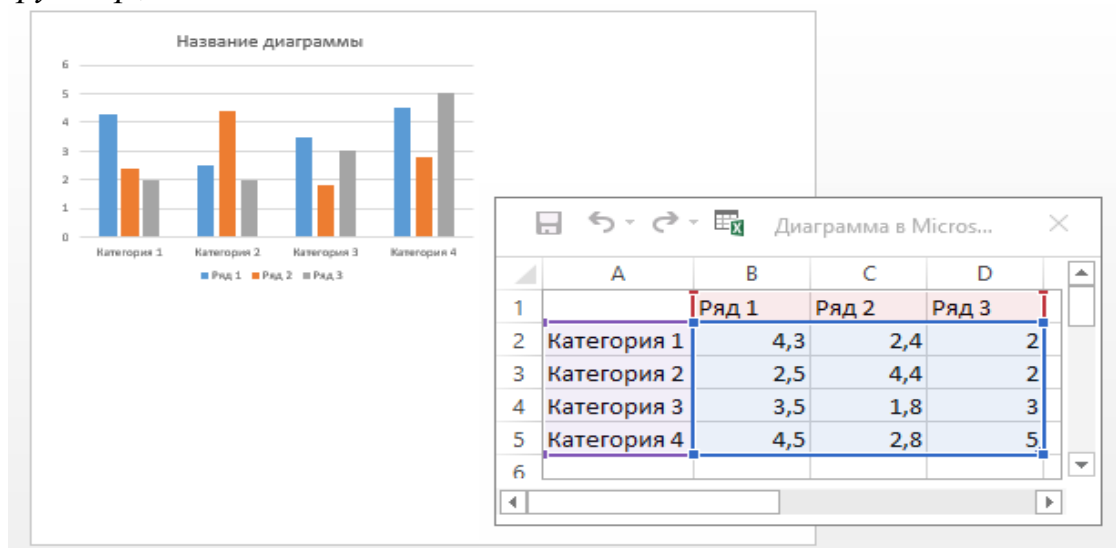 Название диаграммы
6
5
4
3
2
1
0
Категория 1 Категория 2 Категория 3 Категория 4
Ряд 1 Ряд 2 Ряд 3
Диаграмма в Micros...
A B C D
1 Ряд 1 Ряд 2 Ряд 3
2 Категория 1 4,3 2,4 2
3 Категория 2 2,5 4,4 2
4 Категория 3 3,5 1,8 3
5 Категория 4 4,5 2,8 5
6